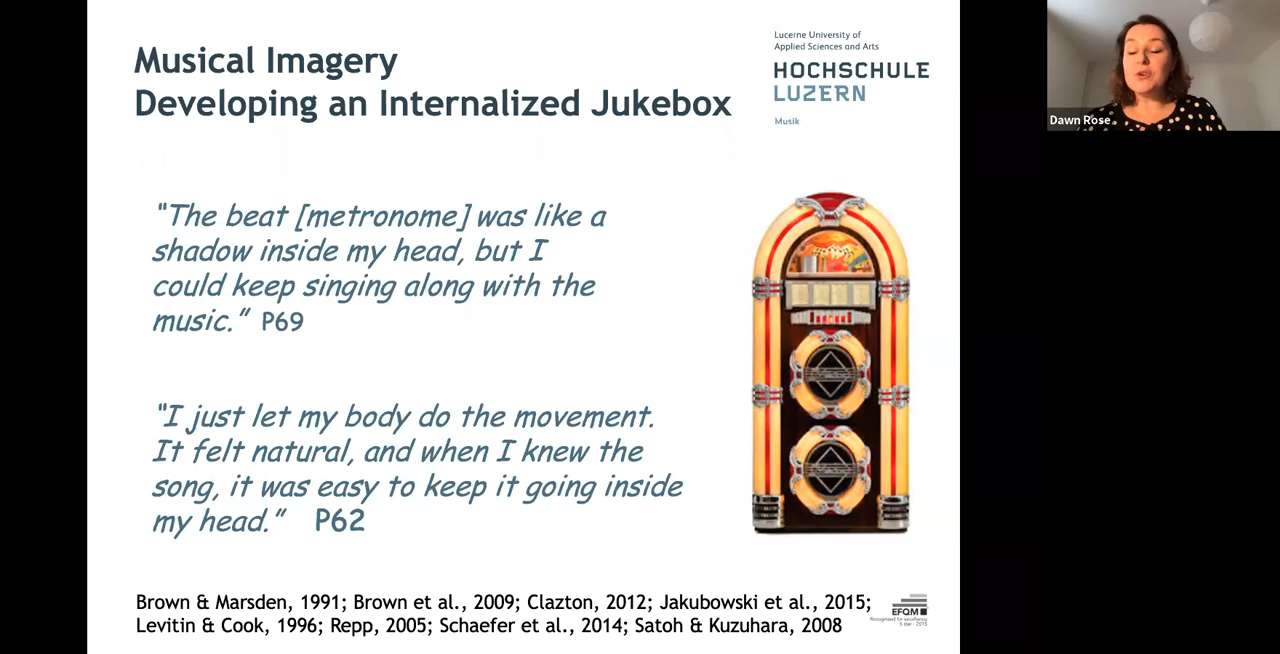 Musical Imagery
Developing an Internalized Jukebox
Lucerne University of
Applied Sciences and Arts
HOCHSCHULE
LUZERN
Musik
Dawn Rose
"The beat [metronome] was like a
shadow inside my head, but I
could keep singing along with the
music." P69
"I just let my body do the movement.
It felt natural, and when I knew the
song, it was easy to keep it going inside
my head." P62
Brown & Marsden, 1991; Brown et al., 2009; Clazton, 2012; Jakubowski et al., 2015;
Levitin & Cook, 1996; Repp, 2005; Schaefer et al., 2014; Satoh & Kuzuhara, 2008
EFQM
Recognised for excellence